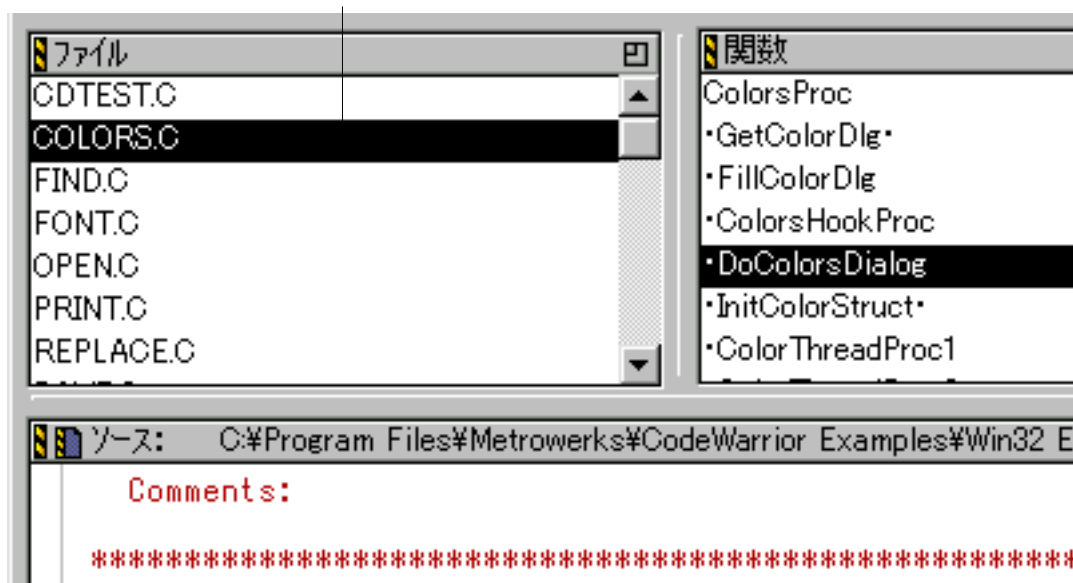 ファイル
CDTEST.C
COLORS.C
FIND.C
FONT.C
OPEN.C
PRINT.C
REPLACE.C
関数
ColorsProc
·GetColorDlg·
·FillColorDlg
·ColorsHookProc
·DoColorsDialog
·InitColorStruct·
·ColorThreadProc1
ソース: C:¥Program Files¥Metrowerks¥CodeWarrior Examples¥Win32 E
Comments:
******************************************************